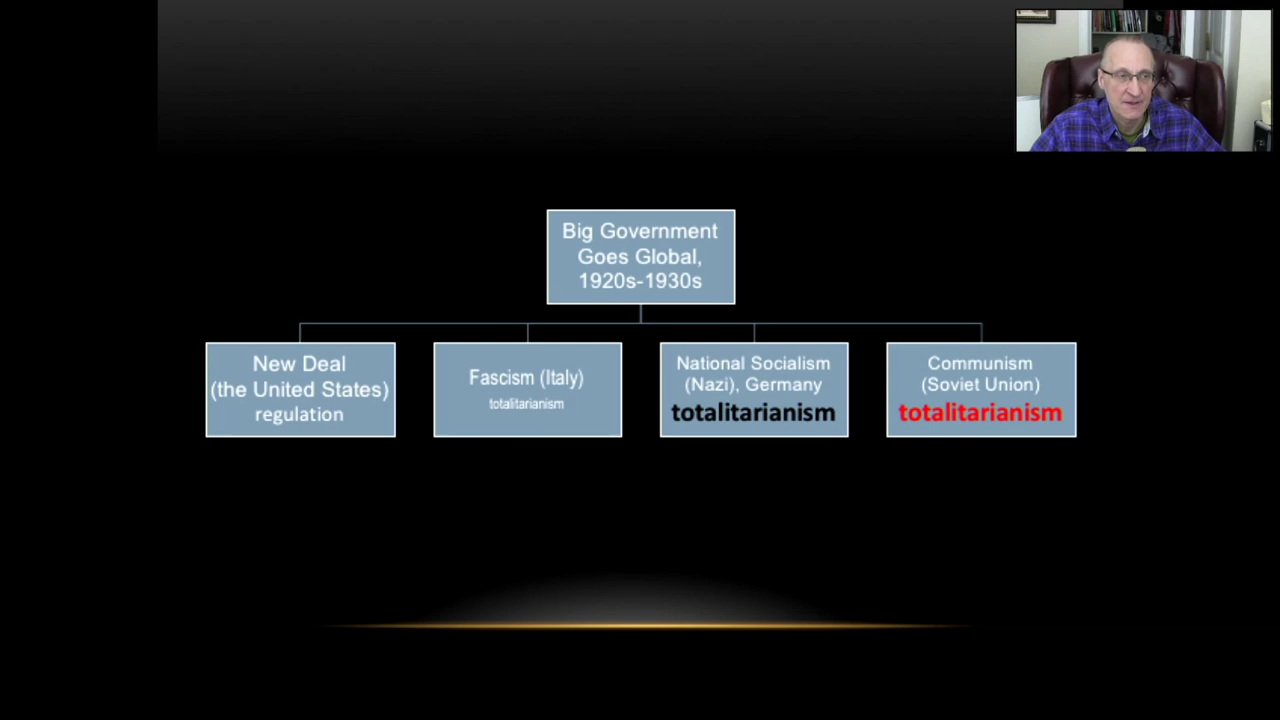 Big Government
Goes Global,
1920s-1930s
New Deal
(the United States)
regulation
Fascism (Italy)
totalitarianism
National Socialism
(Nazi), Germany
totalitarianism
Communism
(Soviet Union)
totalitarianism